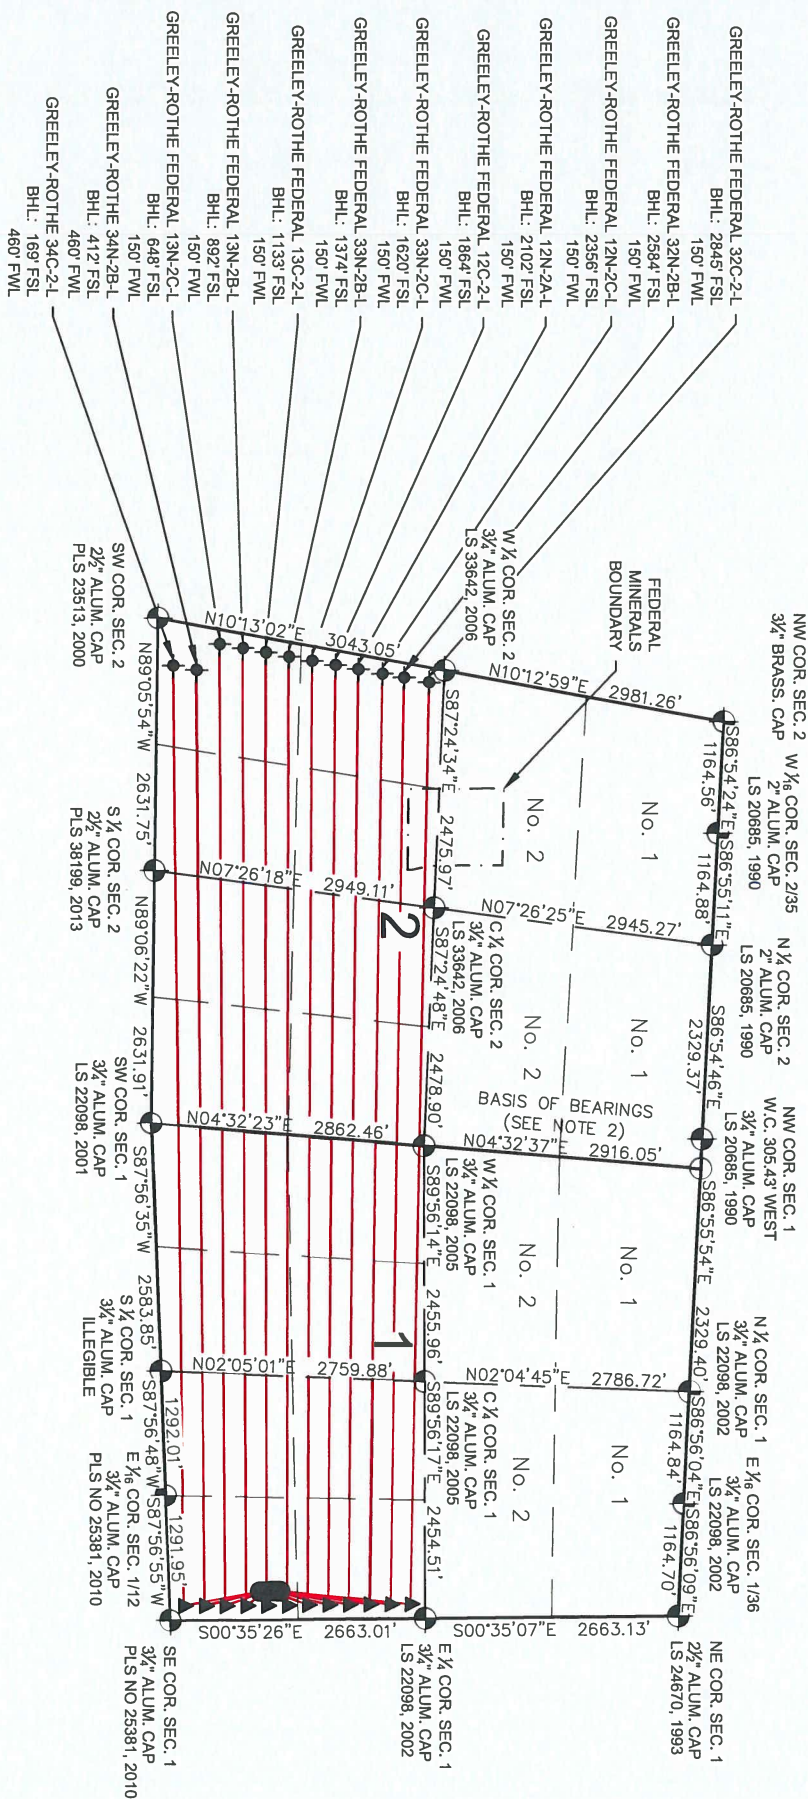 GREELEY-ROTHE FEDERAL 32C-2-L
BHL: 2845' FSL
150' FWL
GREELEY-ROTHE FEDERAL 32N-2B-L
BHL: 2584' FSL
150' FWL
GREELEY-ROTHE FEDERAL 12N-2C-L
BHL: 2356' FSL
150' FWL
GREELEY-ROTHE FEDERAL 12N-2A-L
BHL: 2102' FSL
150' FWL
GREELEY-ROTHE FEDERAL 12C-2-L
BHL: 1864' FSL
150' FWL
GREELEY-ROTHE FEDERAL 33N-2C-L
BHL: 1620' FSL
150' FWL
GREELEY-ROTHE FEDERAL 33N-2B-L
BHL: 1374' FSL
150' FWL
GREELEY-ROTHE FEDERAL 13C-2-L
BHL: 1133' FSL
150' FWL
GREELEY-ROTHE FEDERAL 13N-2B-L
BHL: 892' FSL
150' FWL
GREELEY-ROTHE FEDERAL 13N-2C-L
BHL: 648' FSL
150' FWL
GREELEY-ROTHE 34N-2B-L
BHL: 412' FSL
460' FWL
GREELEY-ROTHE 34C-2-L
BHL: 169' FSL
460' FWL
NW COR. SEC. 2
3¼" BRASS. CAP
W 1/16 COR. SEC. 2/35
2" ALUM. CAP
LS 20685, 1990
N ¼ COR. SEC. 2
2" ALUM. CAP
LS 20685, 1990
NW COR. SEC. 1
W.C. 305.43' WEST
3¼" ALUM. CAP
LS 20685, 1990
N ¼ COR. SEC. 1
3¼" ALUM. CAP
LS 22098, 2002
E 1/16 COR. SEC. 1/36
3¼" ALUM. CAP
LS 22098, 2002
NE COR. SEC. 1
2½" ALUM. CAP
LS 24670, 1993
S86°54'24"E
1164.56'
S86°55'11"E
1164.88'
S86°54'46"E
2329.37'
S86°55'54"E
2329.40'
S86°56'04"E
1164.84'
S86°56'09"E
1164.70'
FEDERAL
MINERALS
BOUNDARY
N10°12'59"E 2981.26'
No. 1
No. 2
N07°26'25"E 2945.27'
No. 1
No. 2
BASIS OF BEARINGS
(SEE NOTE 2)
N04°32'37"E 2916.05'
No. 1
No. 2
N02°04'45"E 2786.72'
No. 1
No. 2
S00°35'07"E 2663.13'
W ¼ COR. SEC. 2
3¼" ALUM. CAP
LS 33642, 2006
S87°24'34"E 2475.97'
C ¼ COR. SEC. 2
3¼" ALUM. CAP
LS 33642, 2006
S87°24'48"E 2478.90'
W ¼ COR. SEC. 1
3¼" ALUM. CAP
LS 22098, 2005
S89°56'14"E 2455.96'
C ¼ COR. SEC. 1
3¼" ALUM. CAP
LS 22098, 2005
S89°56'17"E 2454.51'
E ¼ COR. SEC. 1
3¼" ALUM. CAP
LS 22098, 2002
2
1
N10°13'02"E 3043.05'
N07°26'18"E 2949.11'
N04°32'23"E 2862.46'
N02°05'01"E 2759.88'
S00°35'26"E 2663.01'
N89°05'54"W 2631.75'
N89°06'22"W 2631.91'
S87°56'35"W 2583.85'
S87°56'48"W
1292.01'
S87°56'55"W
1291.95'
SW COR. SEC. 2
2½" ALUM. CAP
PLS 23513, 2000
S ¼ COR. SEC. 2
2½" ALUM. CAP
PLS 38199, 2013
SW COR. SEC. 1
3¼" ALUM. CAP
LS 22098, 2001
S ¼ COR. SEC. 1
3¼" ALUM. CAP
ILLEGIBLE
E 1/16 COR. SEC. 1/12
3¼" ALUM. CAP
PLS NO 25381, 2010
SE COR. SEC. 1
3¼" ALUM. CAP
PLS NO 25381, 2010